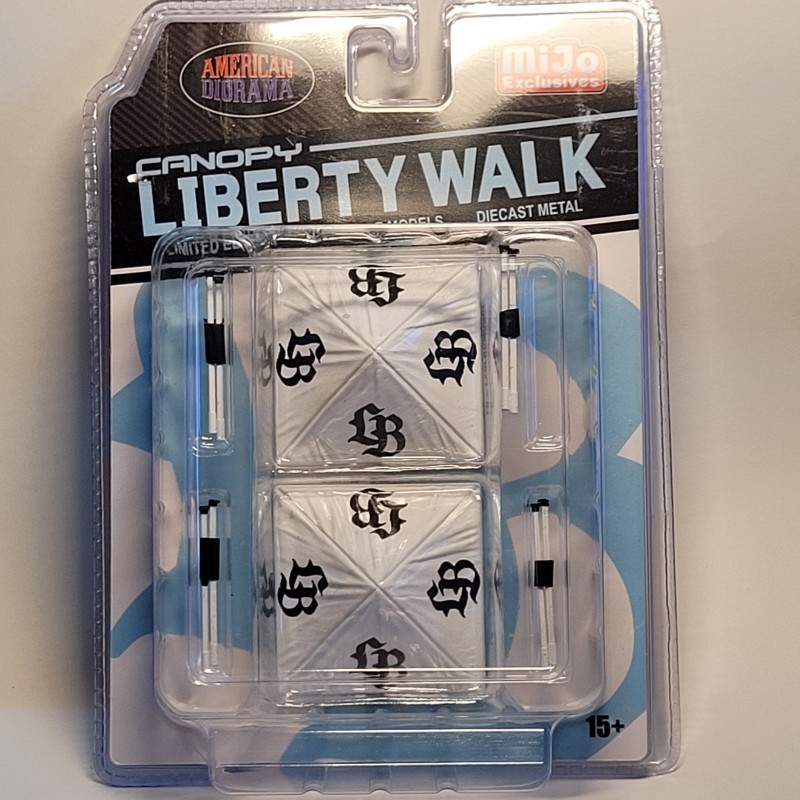 AMERICAN
DIORAMA
MiJo
Exclusives
CANOPY
LIBERTY WALK
MODELS
DIECAST METAL
LIMITED
LB
LB
LB
LB
LB
LB
LB
LB
15+